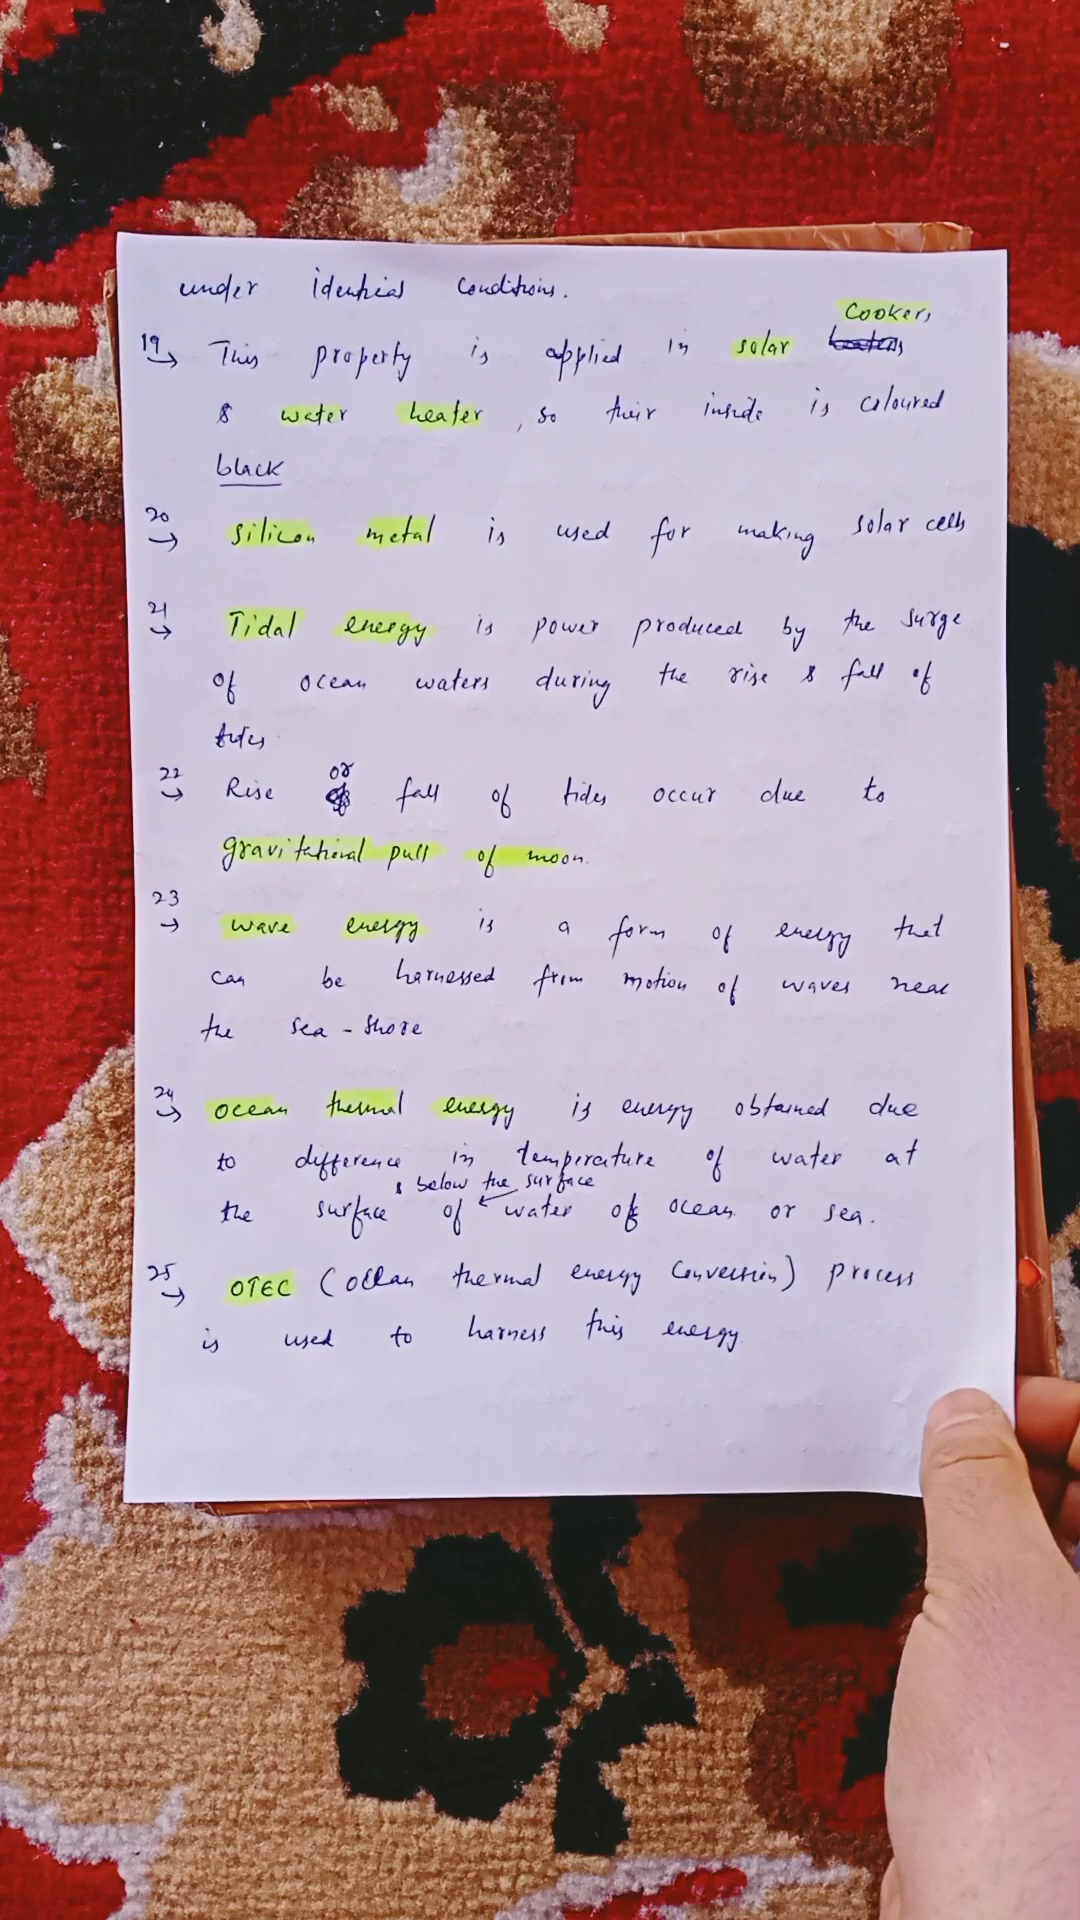 under identical conditions.
19→ This property is applied in solar cookers
& water heater, so their inside is coloured
black
20→ Silicon metal is used for making solar cells
21→ Tidal energy is power produced by the surge
of ocean waters during the rise & fall of
tides
22→ Rise or fall of tides occur due to
gravitational pull of moon.
23→ wave energy is a form of energy that
can be harnessed from motion of waves near
the sea-shore
24→ ocean thermal energy is energy obtained due
to difference in temperature of water at
& below the surface
the surface of water of ocean or sea.
25→ OTEC (ocean thermal energy conversion) process
is used to harness this energy.